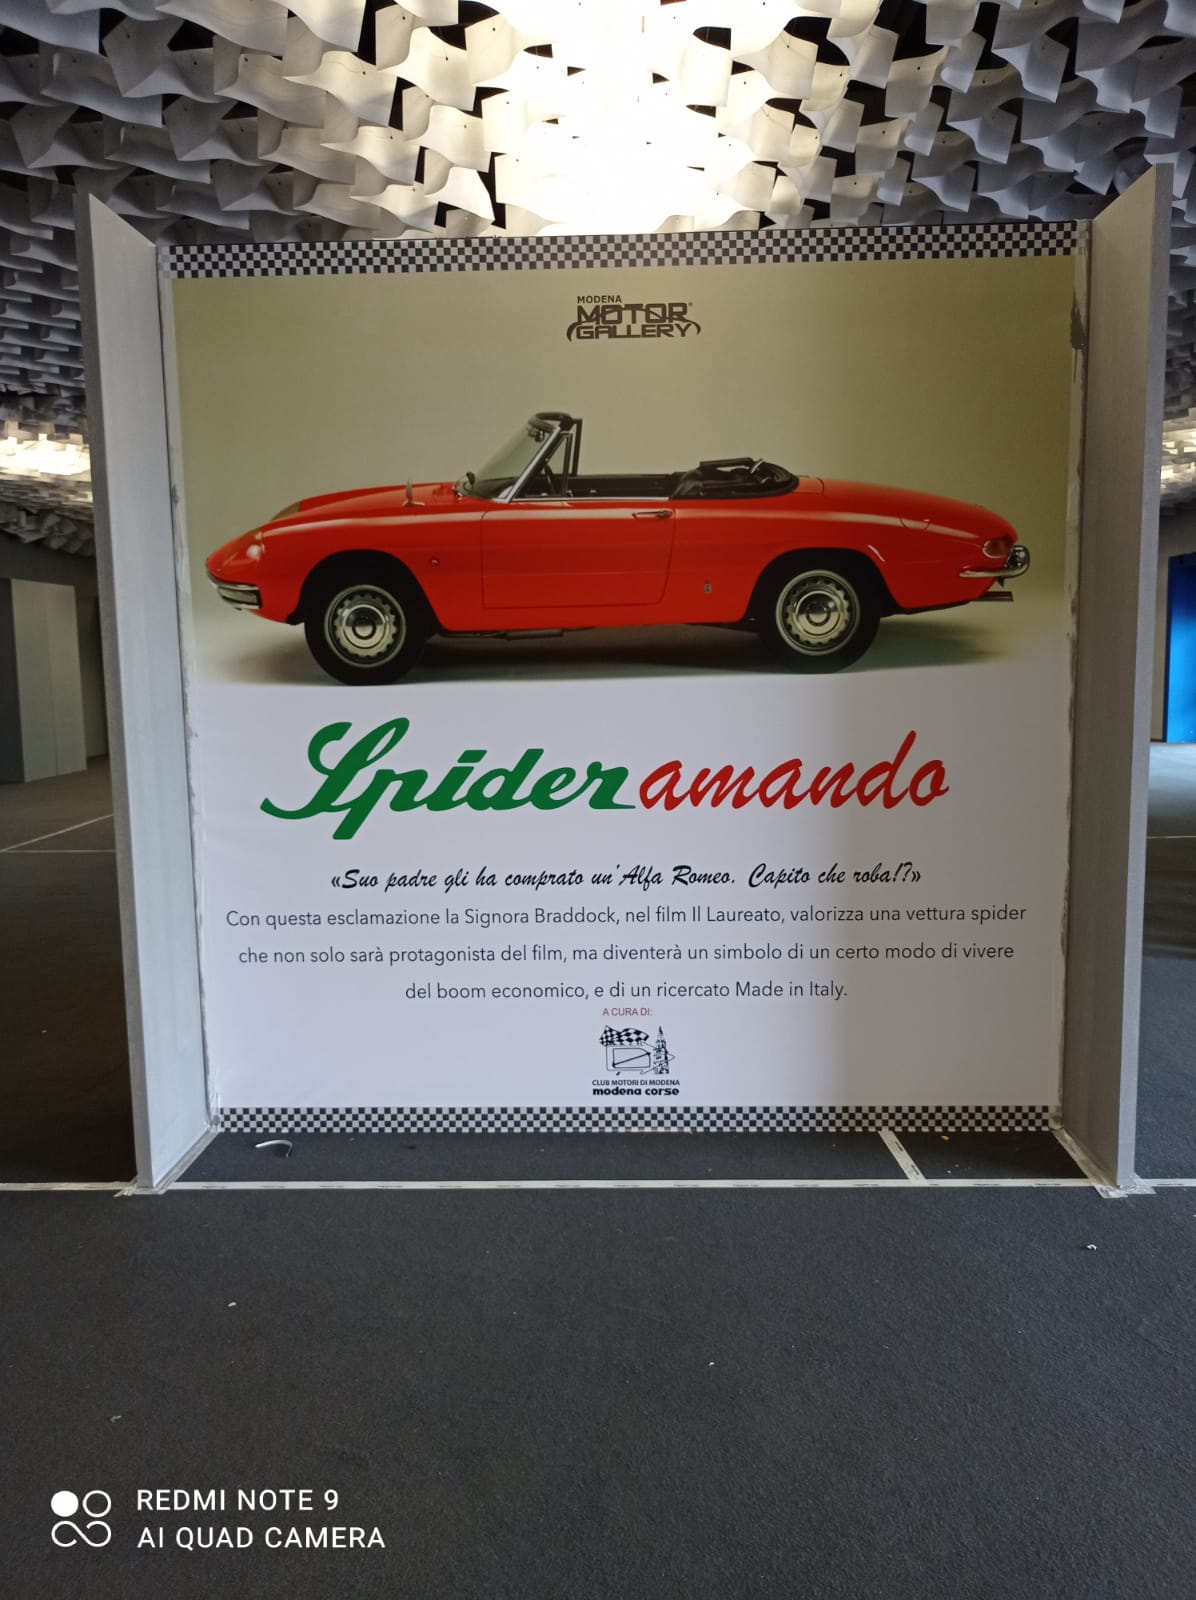 MODENA
MOTOR
GALLERY
Spideramando
«Suo padre gli ha comprato un'Alfa Romeo. Capito che roba!?»
Con questa esclamazione la Signora Braddock, nel film Il Laureato, valorizza una vettura spider
che non solo sarà protagonista del film, ma diventerà un simbolo di un certo modo di vivere
del boom economico, e di un ricercato Made in Italy.
A CURA DI:
CLUB MOTORI DI MODENA
modena corse
REDMI NOTE 9
AI QUAD CAMERA